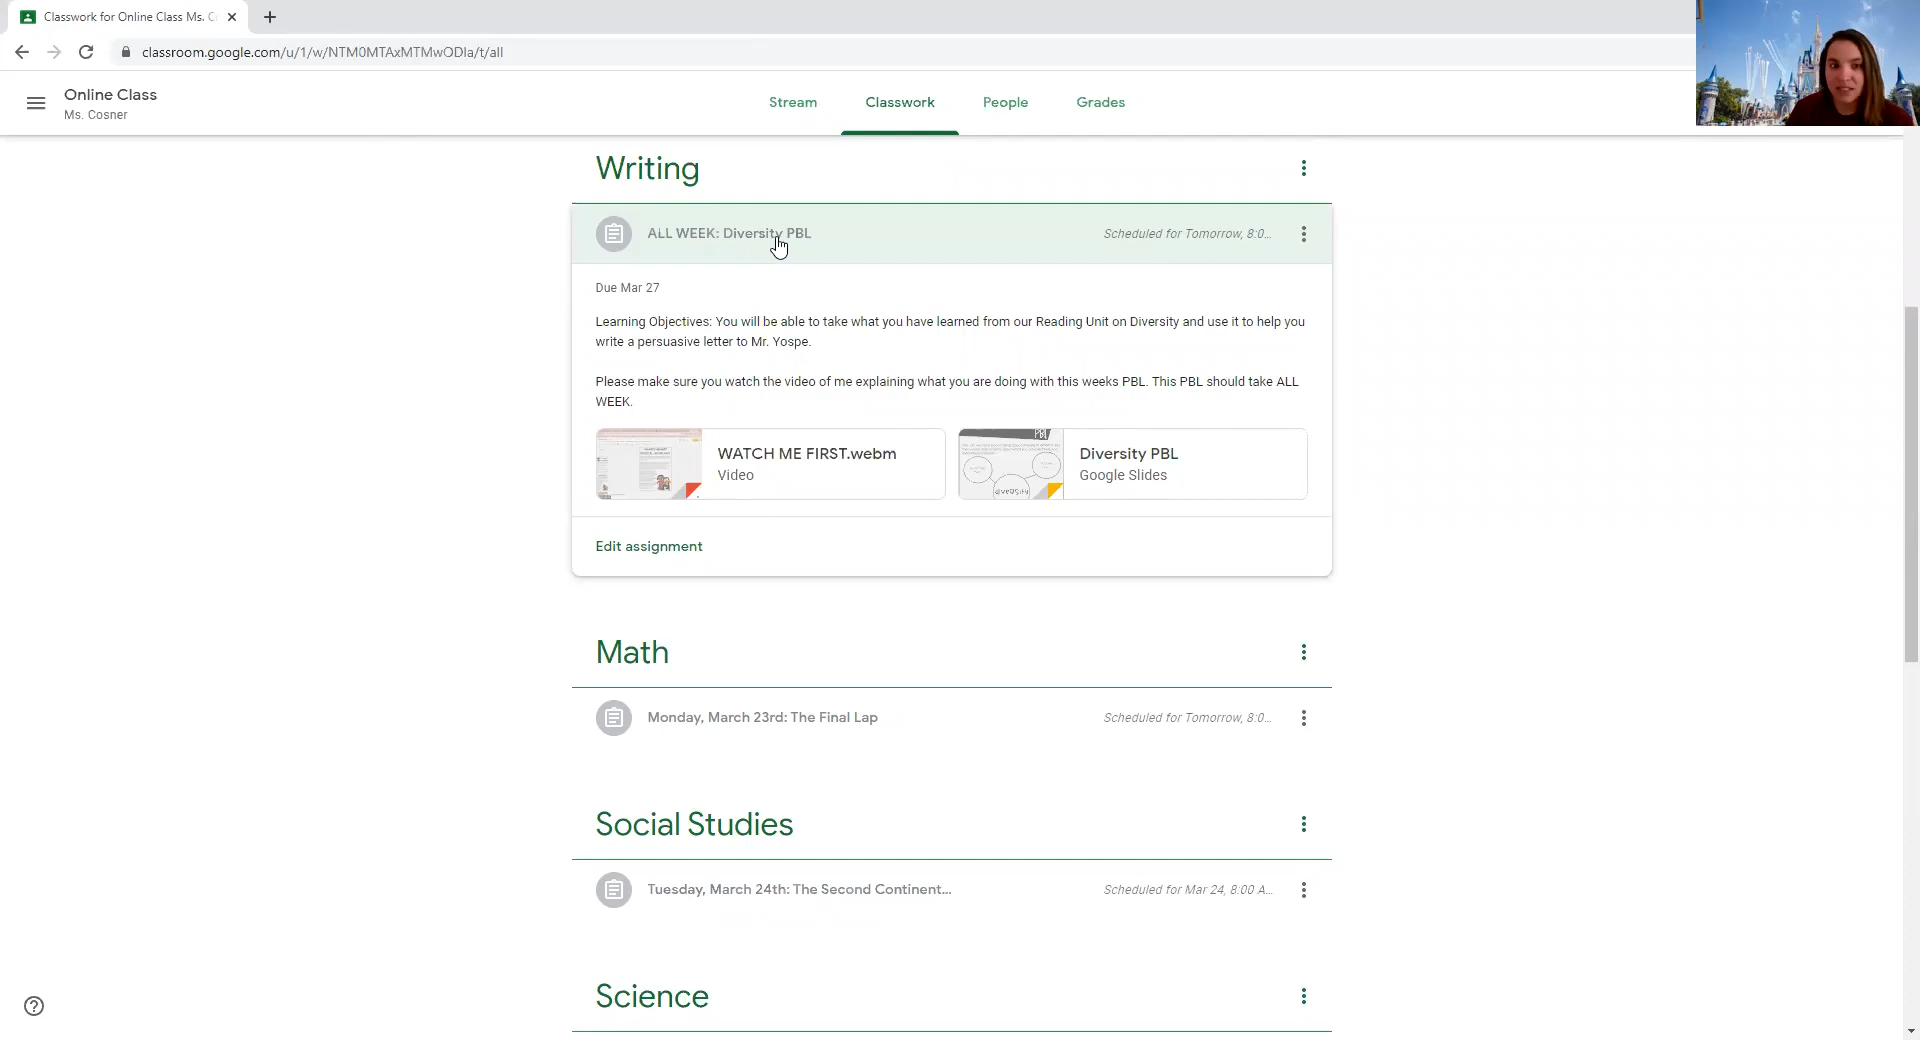 Classwork for Online Class Ms. C
classroom.google.com/u/1/w/NTM0MTAxMTMwODIa/t/all
Online Class
Ms. Cosner
Stream
Classwork
People
Grades
Writing
ALL WEEK: Diversity PBL
Scheduled for Tomorrow, 8:0...
Due Mar 27
Learning Objectives: You will be able to take what you have learned from our Reading Unit on Diversity and use it to help you
write a persuasive letter to Mr. Yospe.
Please make sure you watch the video of me explaining what you are doing with this weeks PBL. This PBL should take ALL
WEEK.
WATCH ME FIRST.webm
Video
PBL
diversity
Diversity PBL
Google Slides
Edit assignment
Math
Monday, March 23rd: The Final Lap
Scheduled for Tomorrow, 8:0...
Social Studies
Tuesday, March 24th: The Second Continent...
Scheduled for Mar 24, 8:00 A...
Science